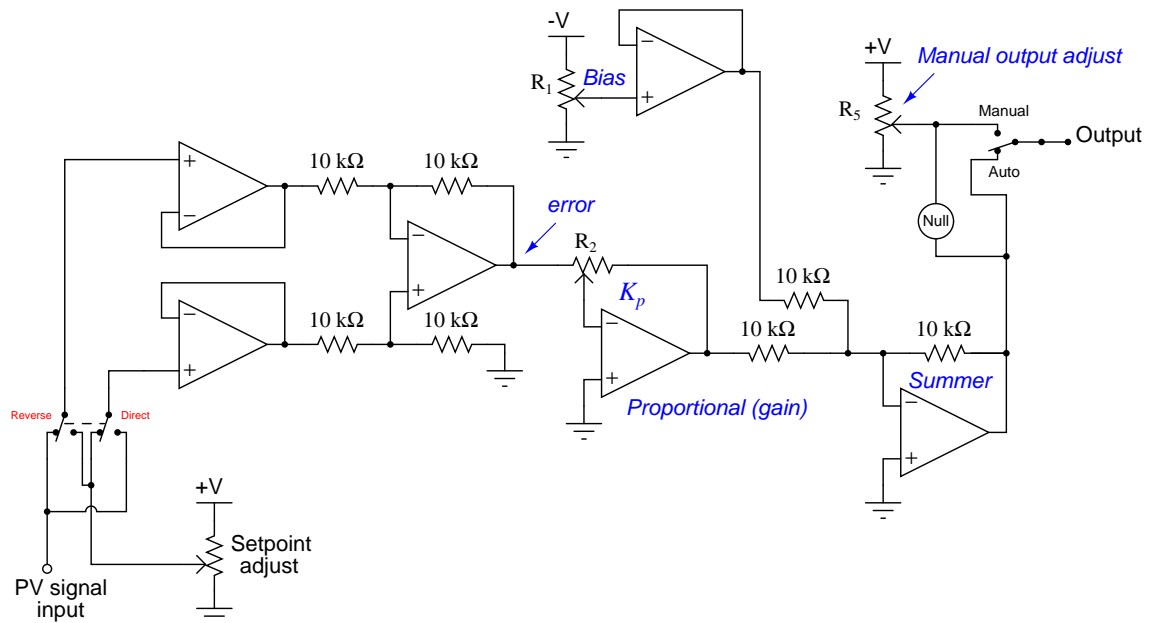 -V
R1
Bias
−
+
+V
Manual output adjust
R5
Manual
Output
Auto
Null
10 kΩ
10 kΩ
+
−
error
−
+
R2
Kp
10 kΩ
−
+
10 kΩ
10 kΩ
−
+
10 kΩ
10 kΩ
Summer
Proportional (gain)
−
+
Reverse
Direct
+V
Setpoint
adjust
PV signal
input